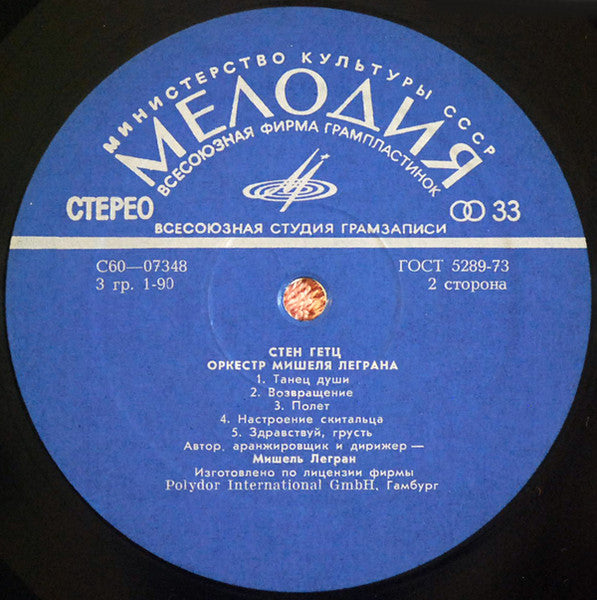 МИНИСТЕРСТВО КУЛЬТУРЫ СССР
МЕЛОДИЯ
ВСЕСОЮЗНАЯ ФИРМА ГРАМПЛАСТИНОК
СТЕРЕО
33
ВСЕСОЮЗНАЯ СТУДИЯ ГРАМЗАПИСИ
С60—07348
ГОСТ 5289-73
3 гр. 1-90
2 сторона
СТЕН ГЕТЦ
ОРКЕСТР МИШЕЛЯ ЛЕГРАНА
1. Танец души
2. Возвращение
3. Полет
4. Настроение скитальца
5. Здравствуй, грусть
Автор, аранжировщик и дирижер —
Мишель Легран
Изготовлено по лицензии фирмы
Polydor International GmbH, Гамбург